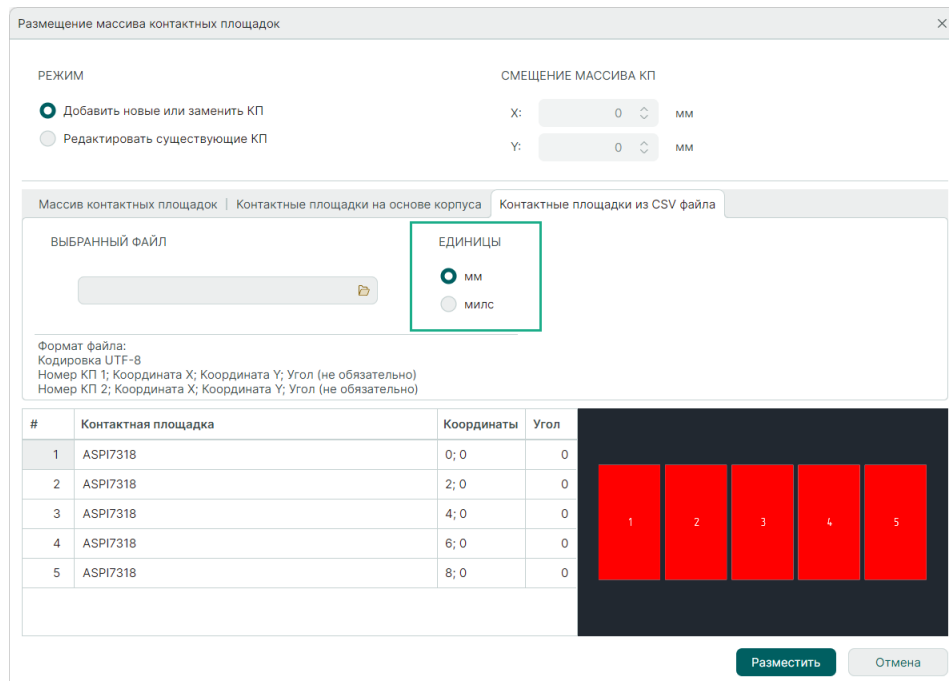 Размещение массива контактных площадок
РЕЖИМ
Добавить новые или заменить КП
Редактировать существующие КП
СМЕЩЕНИЕ МАССИВА КП
X: 0 мм
Y: 0 мм
Массив контактных площадок | Контактные площадки на основе корпуса Контактные площадки из CSV файла
ВЫБРАННЫЙ ФАЙЛ
ЕДИНИЦЫ
мм
милс
Формат файла:
Кодировка UTF-8
Номер КП 1; Координата X; Координата Y; Угол (не обязательно)
Номер КП 2; Координата X; Координата Y; Угол (не обязательно)
# Контактная площадка Координаты Угол
1 ASPI7318 0; 0 0
2 ASPI7318 2; 0 0
3 ASPI7318 4; 0 0
4 ASPI7318 6; 0 0
5 ASPI7318 8; 0 0
1 2 3 4 5
Разместить Отмена